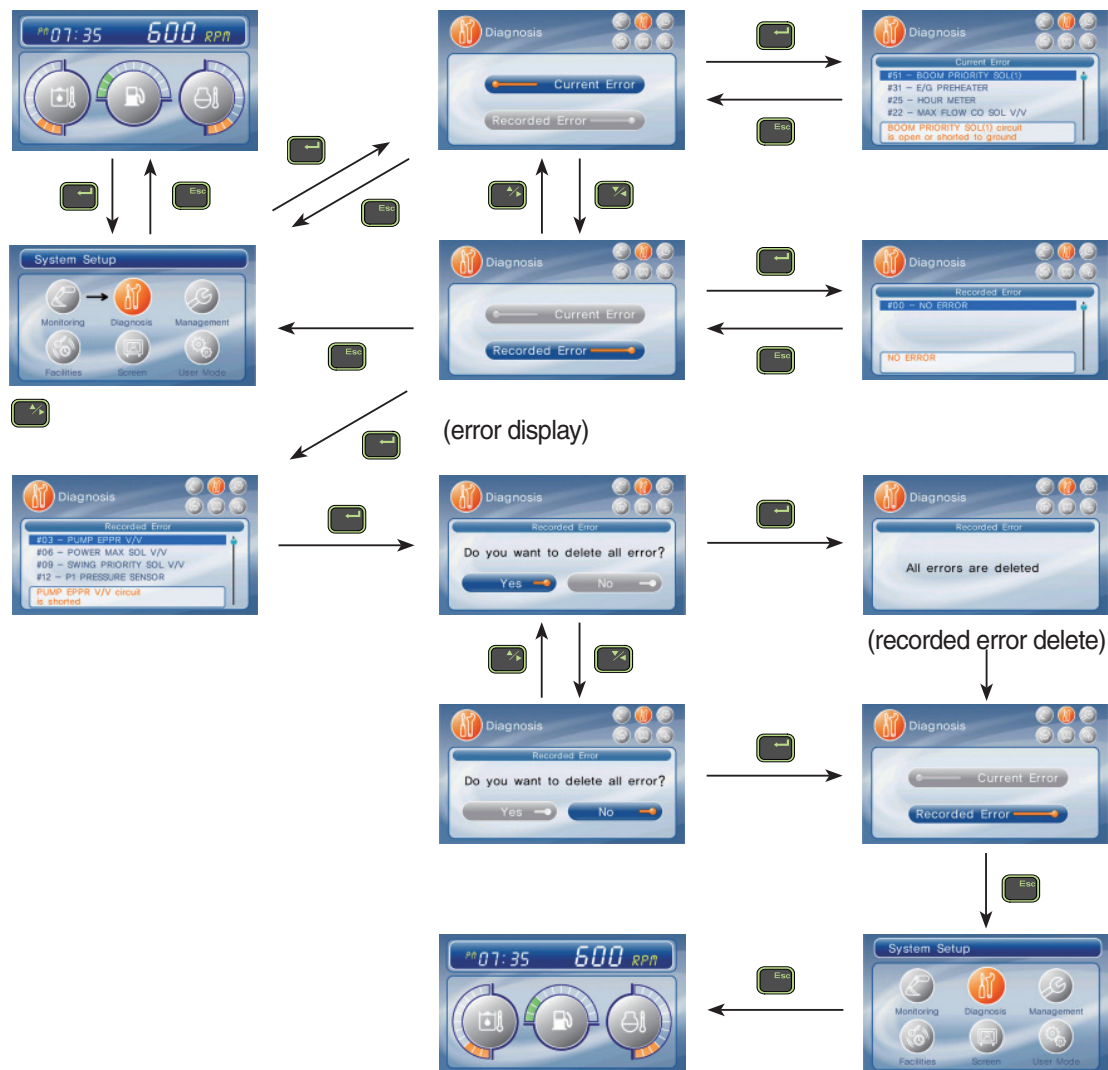 PM 07:35 600 RPM
Esc
System Setup
Monitoring Diagnosis Management
Facilities Screen User Mode
Esc
Diagnosis
Current Error
Recorded Error
Esc
Diagnosis
Current Error
#51 - BOOM PRIORITY SOL(1)
#31 - E/G PREHEATER
#25 - HOUR METER
#22 - MAX FLOW CO SOL V/V
BOOM PRIORITY SOL(1) circuit
is open or shorted to ground
Diagnosis
Current Error
Recorded Error
Esc
Esc
Diagnosis
Recorded Error
#00 - NO ERROR
NO ERROR
(error display)
Diagnosis
Recorded Error
#03 - PUMP EPPR V/V
#06 - POWER MAX SOL V/V
#09 - SWING PRIORITY SOL V/V
#12 - P1 PRESSURE SENSOR
PUMP EPPR V/V circuit
is shorted
Diagnosis
Recorded Error
Do you want to delete all error?
Yes No
Diagnosis
Recorded Error
All errors are deleted
(recorded error delete)
Diagnosis
Recorded Error
Do you want to delete all error?
Yes No
Diagnosis
Current Error
Recorded Error
Esc
System Setup
Monitoring Diagnosis Management
Facilities Screen User Mode
Esc
PM 07:35 600 RPM